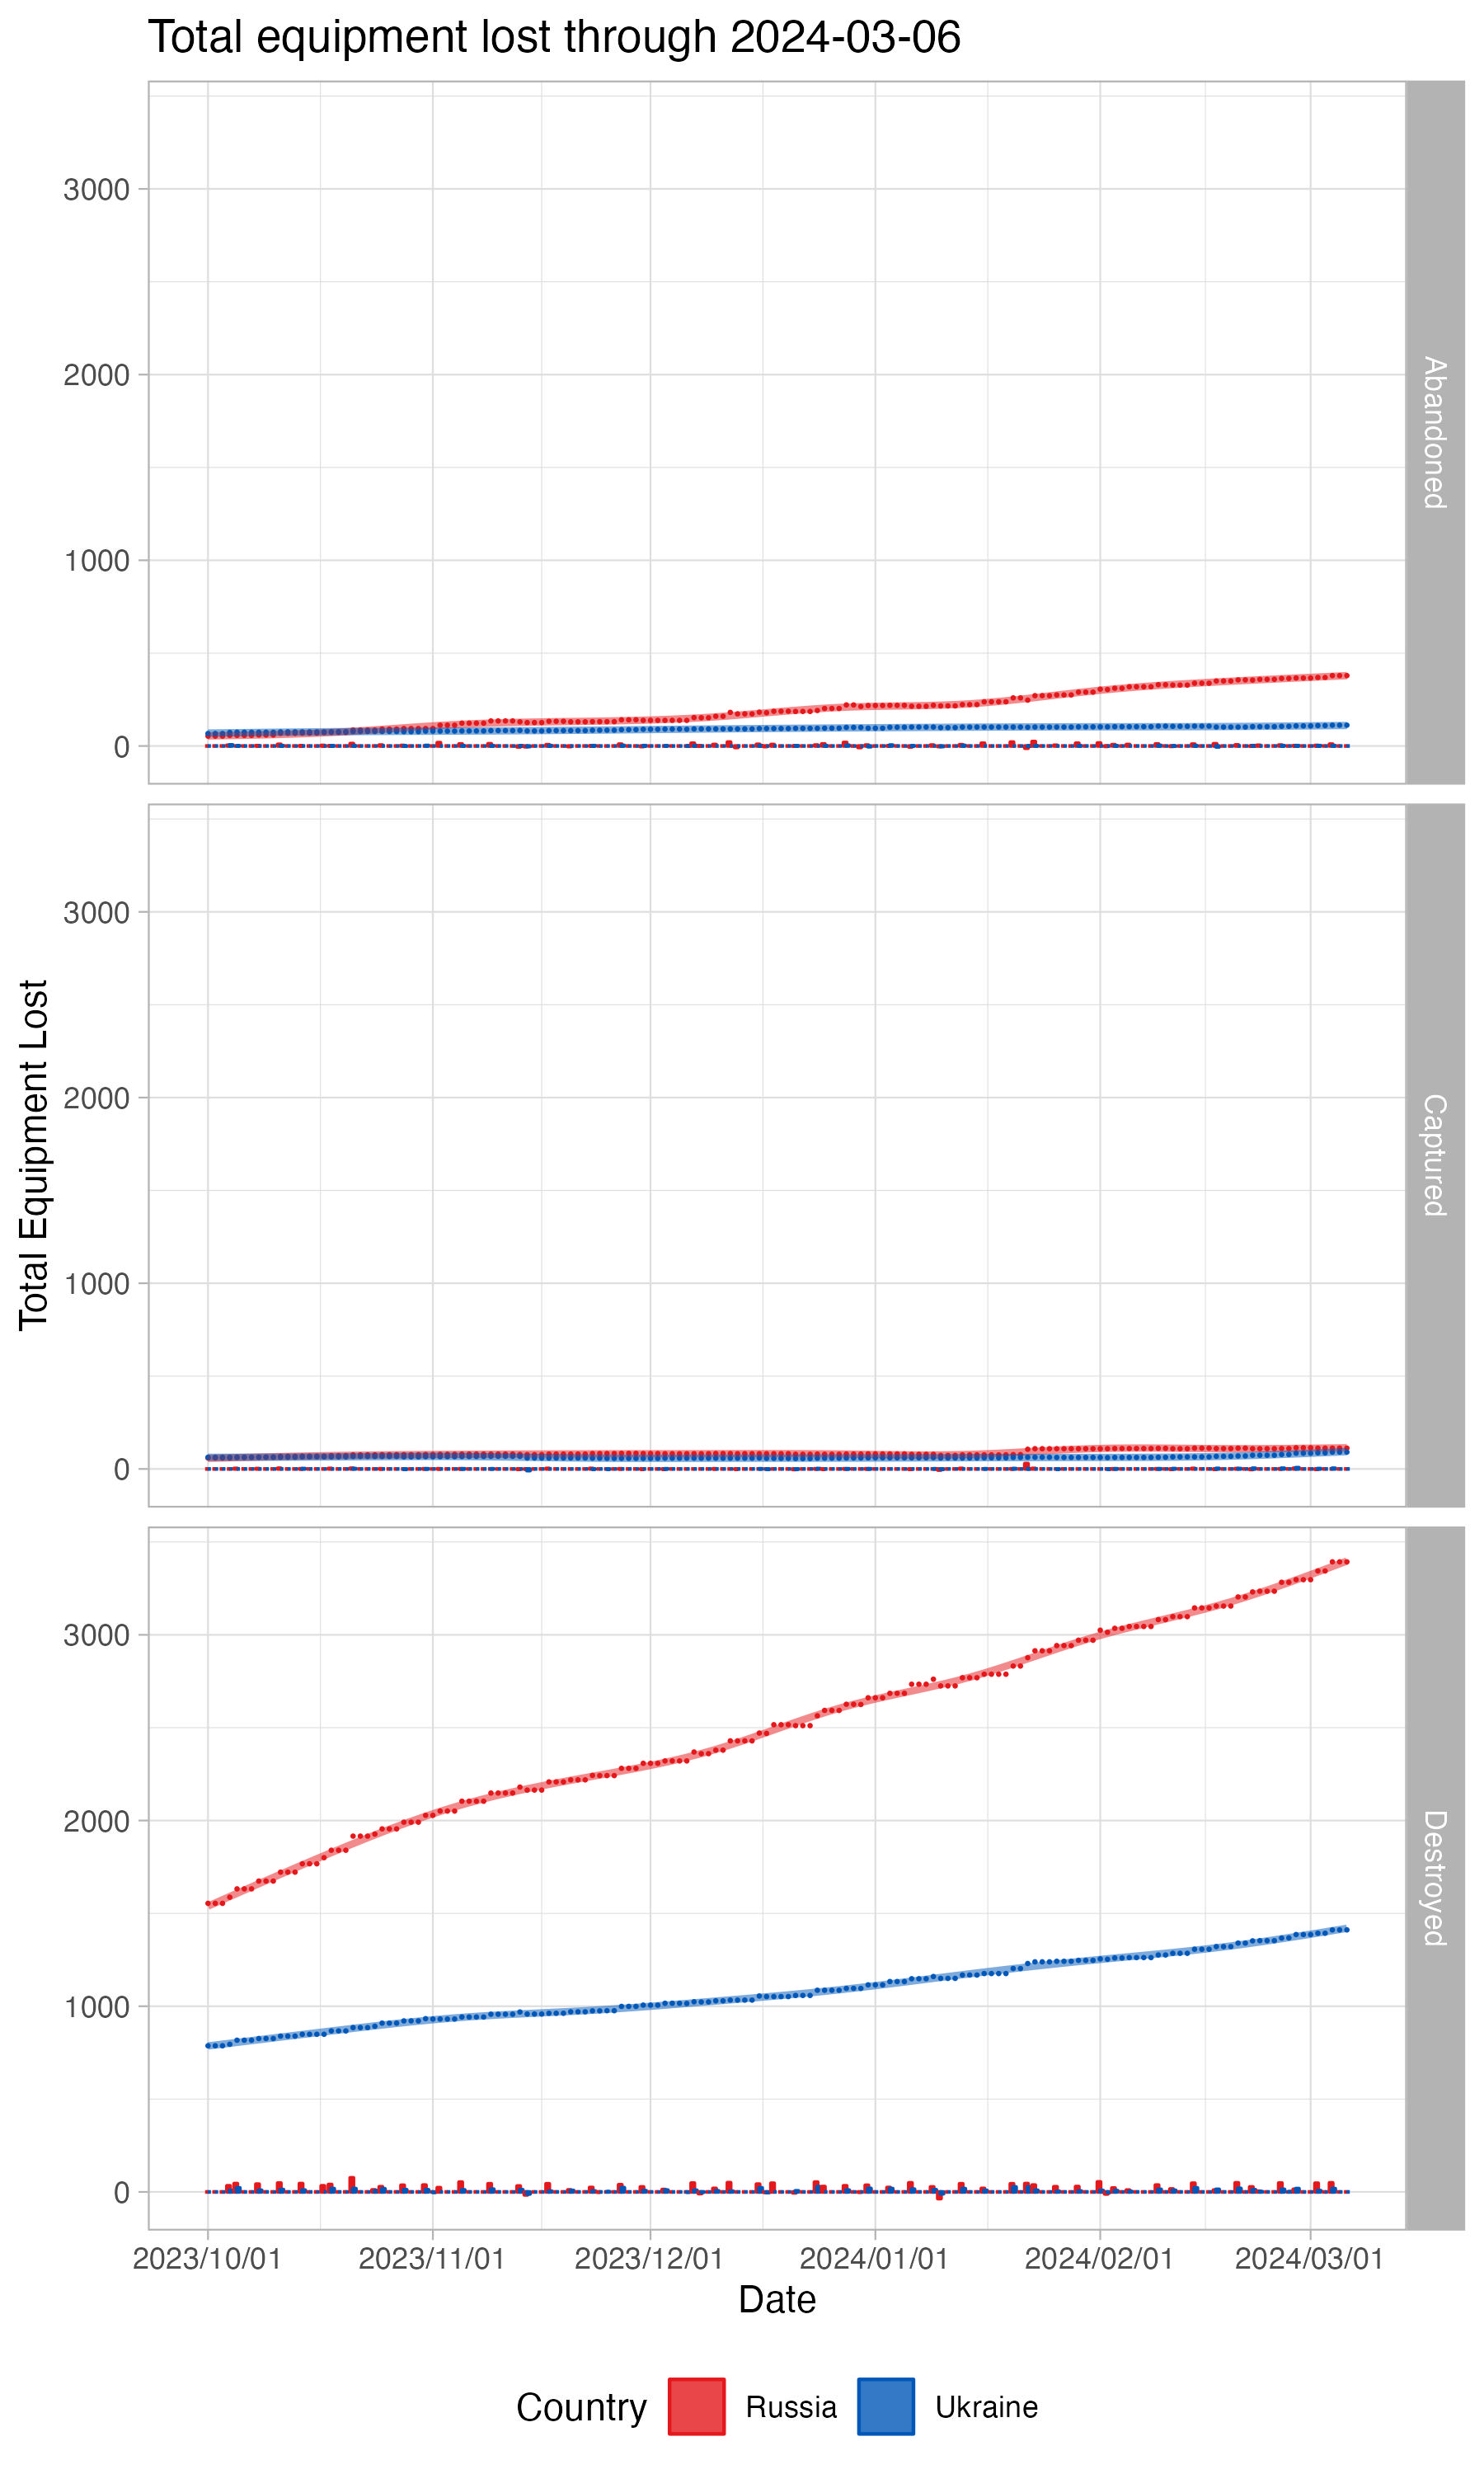 Total equipment lost through 2024-03-06
3000
2000
1000
0
Abandoned
3000
2000
1000
0
Captured
Total Equipment Lost
3000
2000
1000
0
Destroyed
2023/10/01 2023/11/01 2023/12/01 2024/01/01 2024/02/01 2024/03/01
Date
Country Russia Ukraine